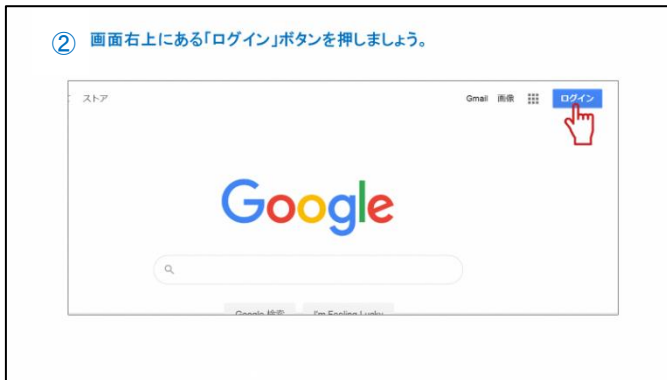 ② 画面右上にある「ログイン」ボタンを押しましょう。
ストア
Gmail 画像 ログイン
Google
Google 検索 I'm Feeling Lucky